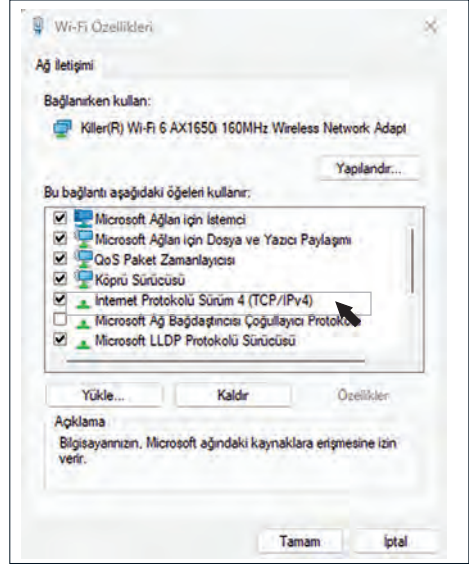 Wi-Fi Özellikleri
Ağ İletişimi
Bağlanırken kullan:
Killer(R) Wi-Fi 6 AX1650i 160MHz Wireless Network Adapt
Yapılandır...
Bu bağlantı aşağıdaki öğeleri kullanır:
Microsoft Ağları için İstemci
Microsoft Ağları için Dosya ve Yazıcı Paylaşımı
QoS Paket Zamanlayıcısı
Köprü Sürücüsü
İnternet Protokolü Sürüm 4 (TCP/IPv4)
Microsoft Ağ Bağdaştırıcısı Çoğullayıcı Protokolü
Microsoft LLDP Protokolü Sürücüsü
Yükle... Kaldır Özellikler
Açıklama
Bilgisayarınızın, Microsoft ağındaki kaynaklara erişmesine izin
verir.
Tamam İptal